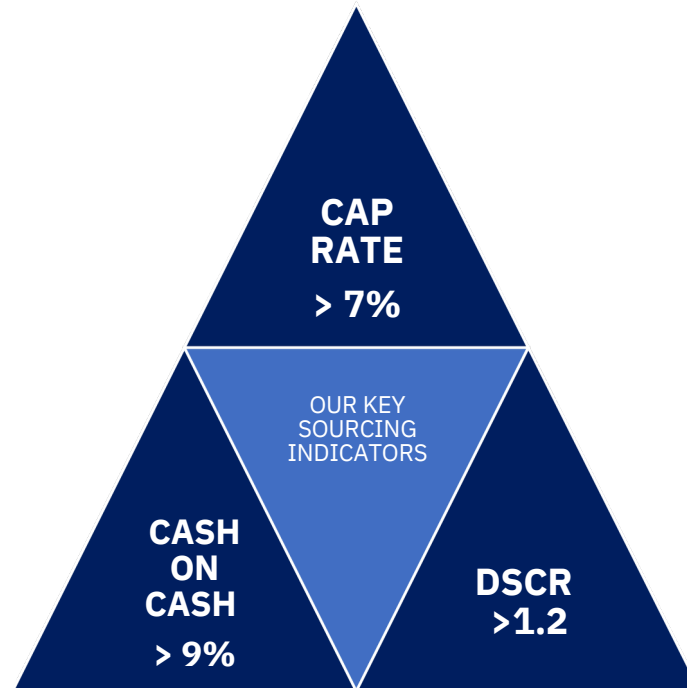 CAP
RATE
> 7%
OUR KEY
SOURCING
INDICATORS
CASH
ON
CASH
> 9%
DSCR
>1.2